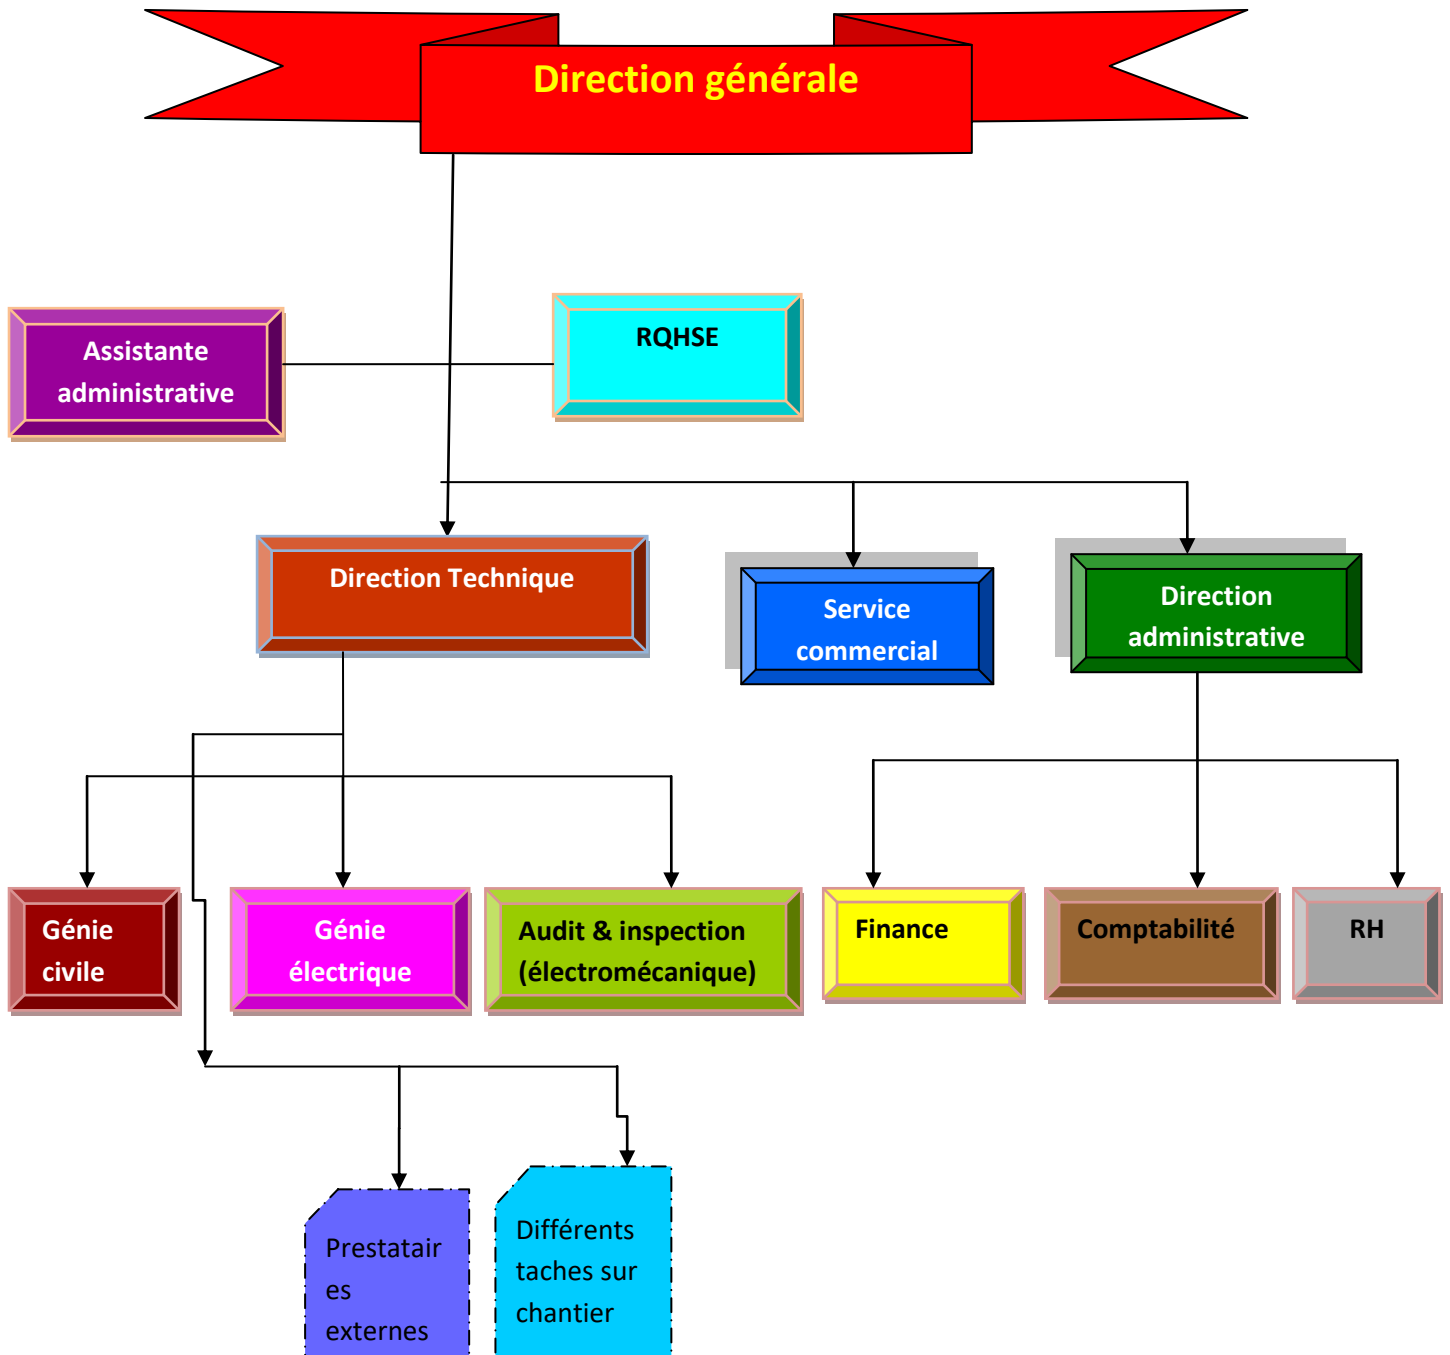 Direction générale
Assistante
administrative
RQHSE
Direction Technique
Service
commercial
Direction
administrative
Génie
civile
Génie
électrique
Audit & inspection
(électromécanique)
Finance
Comptabilité
RH
Prestatair
es
externes
Différents
taches sur
chantier